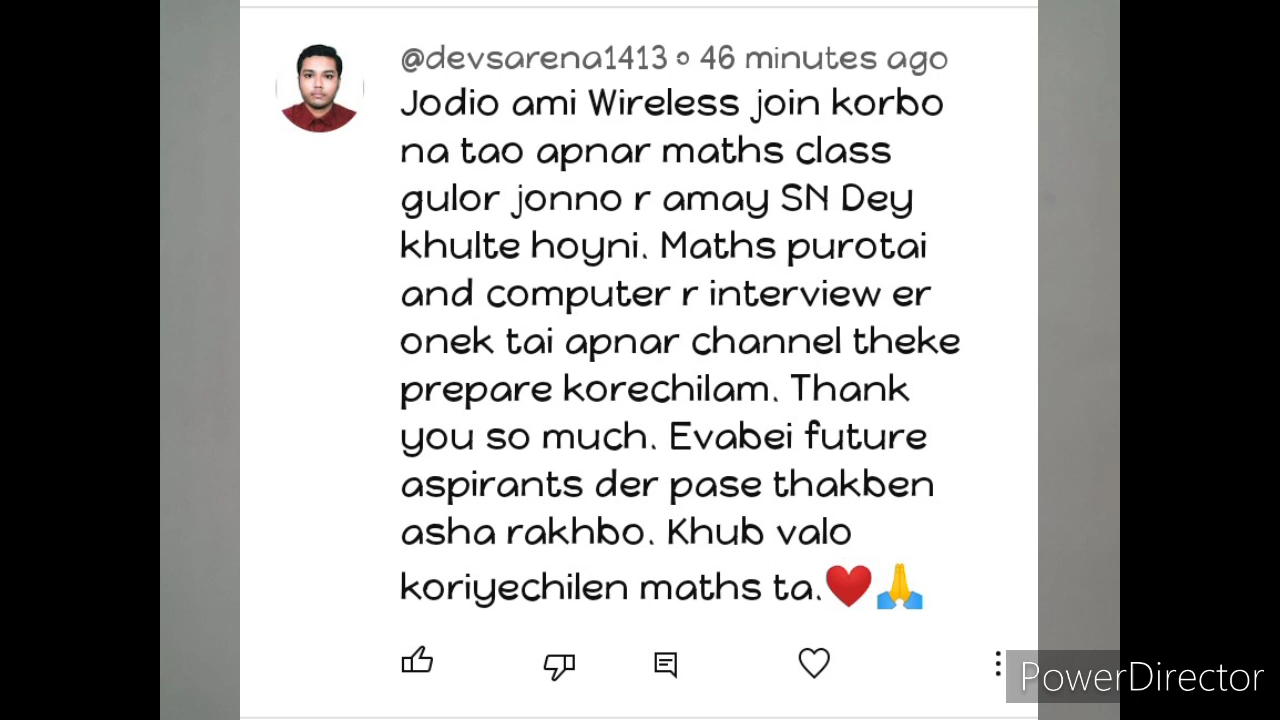 @devsarena1413 • 46 minutes ago
Jodio ami Wireless join korbo
na tao apnar maths class
gulor jonno r amay SN Dey
khulte hoyni. Maths purotai
and computer r interview er
onek tai apnar channel theke
prepare korechilam. Thank
you so much. Evabei future
aspirants der pase thakben
asha rakhbo. Khub valo
koriyechilen maths ta.❤️🙏
PowerDirector